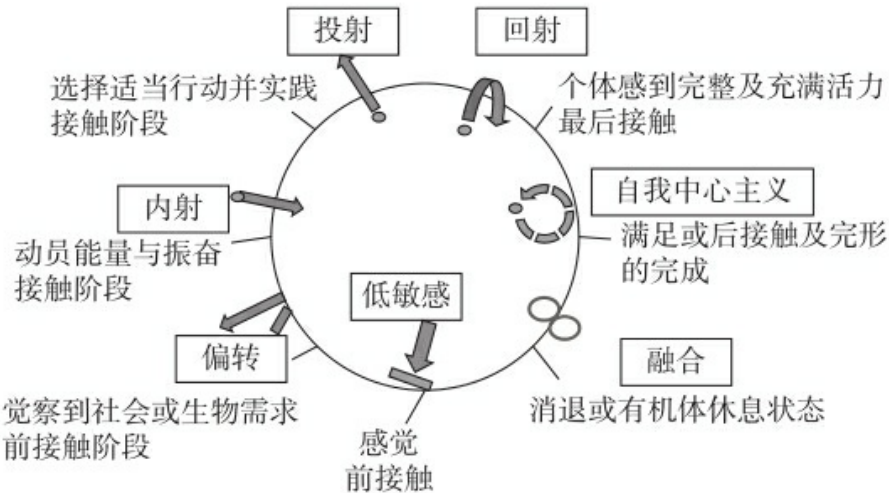 投射
回射
选择适当行动并实践
接触阶段
个体感到完整及充满活力
最后接触
内射
自我中心主义
动员能量与振奋
接触阶段
满足或后接触及完形
的完成
低敏感
偏转
融合
觉察到社会或生物需求
前接触阶段
消退或有机体休息状态
感觉
前接触